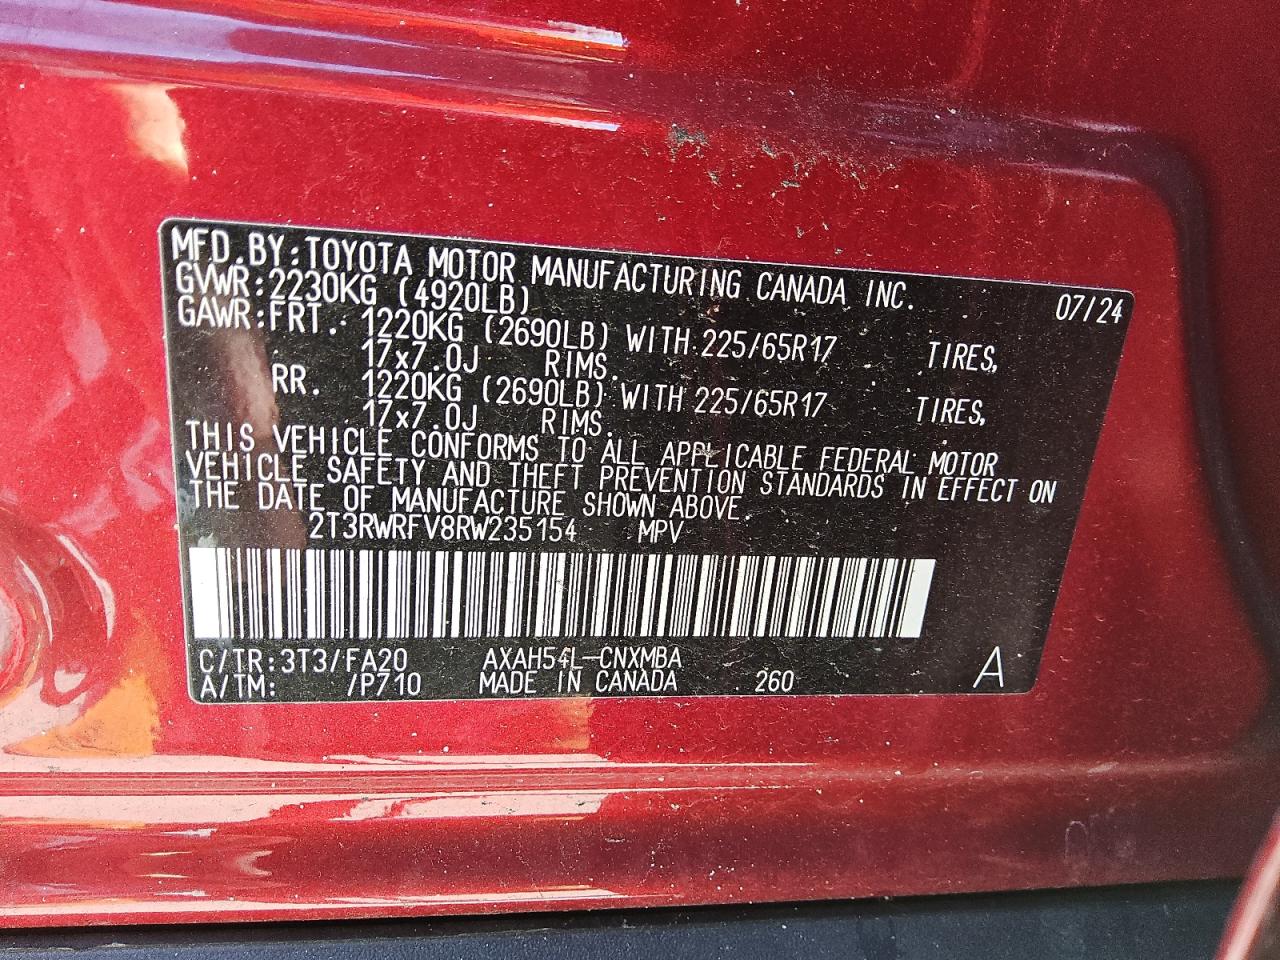 MFD.BY:TOYOTA MOTOR MANUFACTURING CANADA INC. 07/24
GVWR:2230KG (4920LB)
GAWR:FRT. 1220KG (2690LB) WITH 225/65R17 TIRES,
17x7.0J RIMS.
RR. 1220KG (2690LB) WITH 225/65R17 TIRES,
17x7.0J RIMS.
THIS VEHICLE CONFORMS TO ALL APPLICABLE FEDERAL MOTOR
VEHICLE SAFETY AND THEFT PREVENTION STANDARDS IN EFFECT ON
THE DATE OF MANUFACTURE SHOWN ABOVE.
2T3RWRFV8RW235154 MPV
C/TR:3T3/FA20 AXAH54L-CNXMBA
A/TM: /P710 MADE IN CANADA 260 A